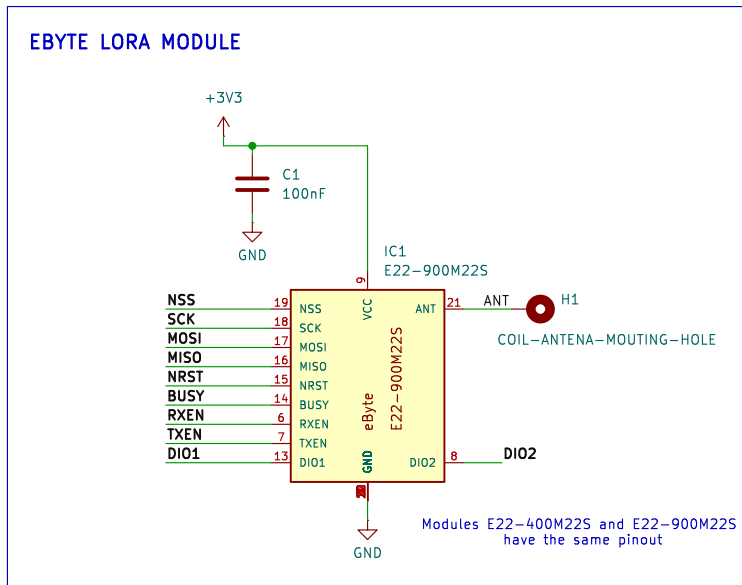 EBYTE LORA MODULE
+3V3
C1
100nF
GND
IC1
E22-900M22S
9
VCC
NSS 19 NSS
SCK 18 SCK
MOSI 17 MOSI
MISO 16 MISO
NRST 15 NRST
BUSY 14 BUSY
RXEN 6 RXEN
TXEN 7 TXEN
DIO1 13 DIO1
eByte
E22-900M22S
GND
ANT 21 ANT
H1
COIL-ANTENA-MOUTING-HOLE
DIO2 8 DIO2
GND
Modules E22-400M22S and E22-900M22S
have the same pinout